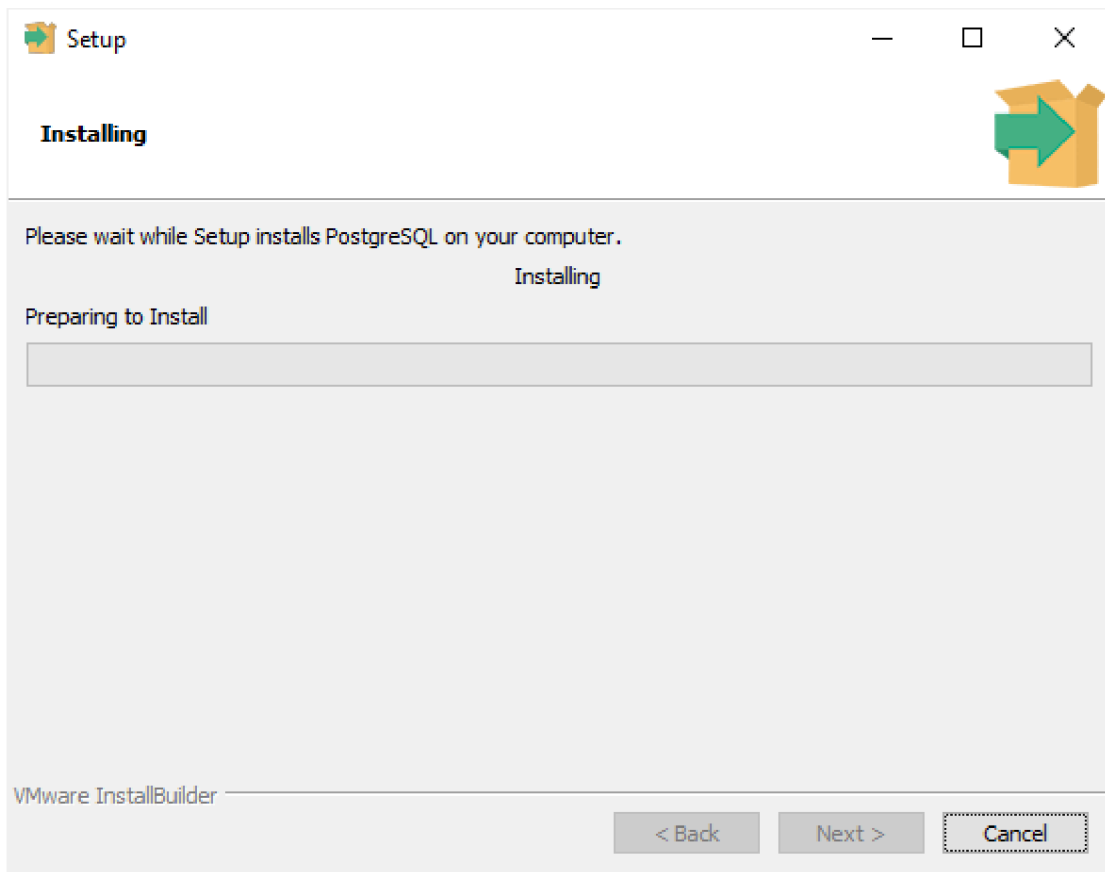 Setup
Installing
Please wait while Setup installs PostgreSQL on your computer.
Installing
Preparing to Install
VMware InstallBuilder
< Back
Next >
Cancel